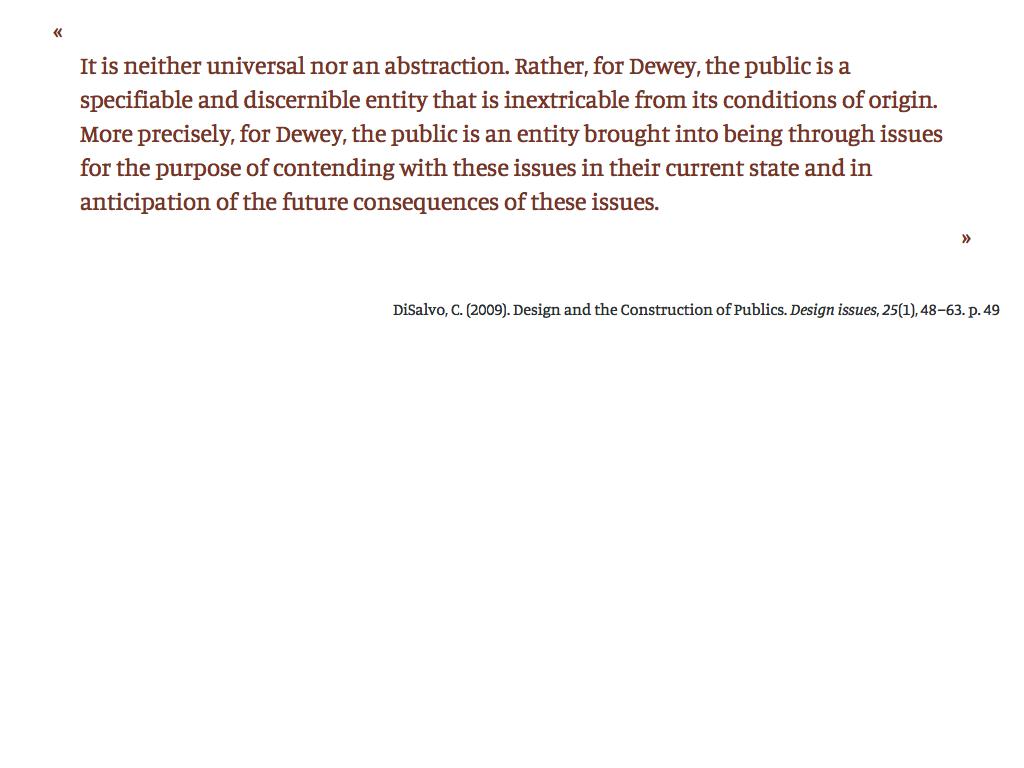 «
It is neither universal nor an abstraction. Rather, for Dewey, the public is a
specifiable and discernible entity that is inextricable from its conditions of origin.
More precisely, for Dewey, the public is an entity brought into being through issues
for the purpose of contending with these issues in their current state and in
anticipation of the future consequences of these issues.
»
DiSalvo, C. (2009). Design and the Construction of Publics. Design issues, 25(1), 48–63. p. 49